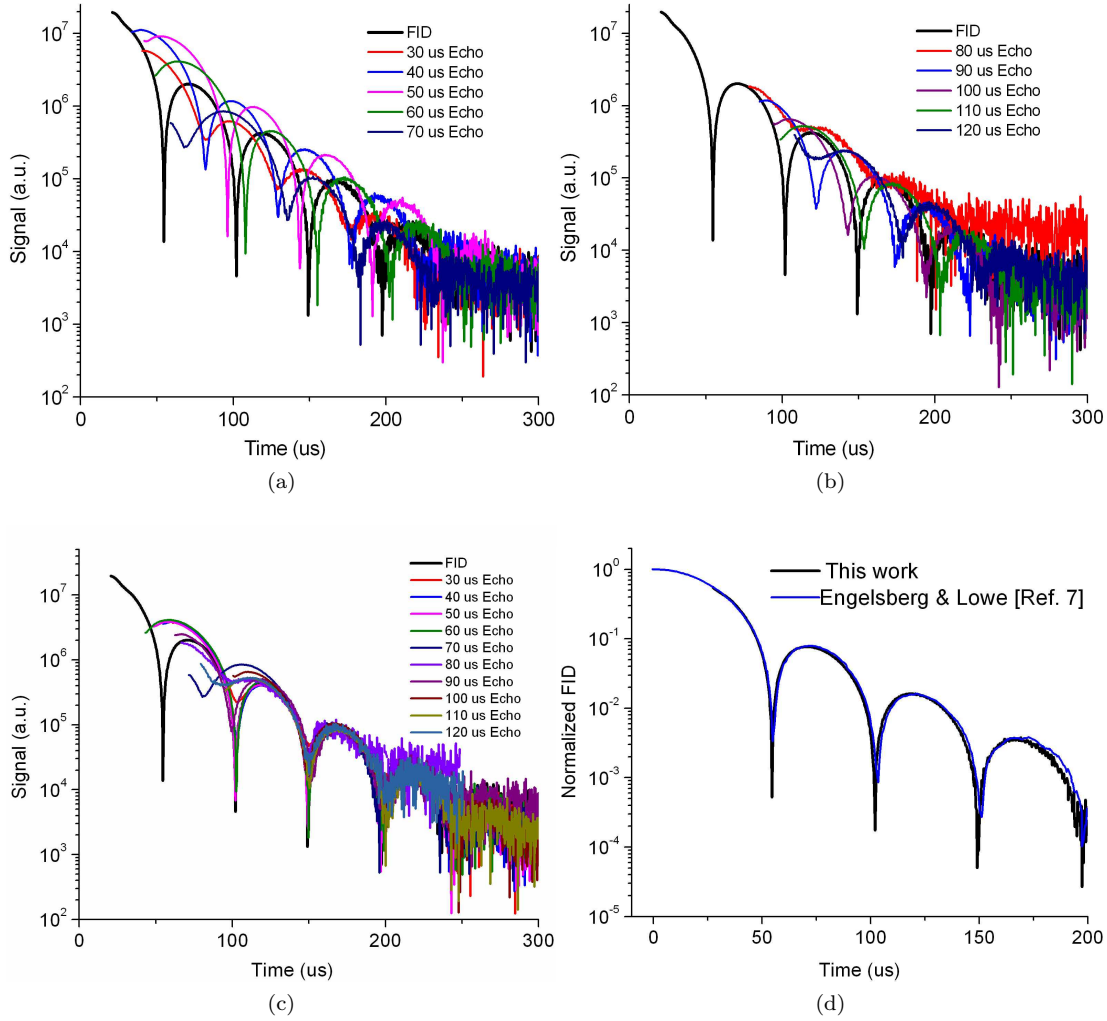 FID
30 us Echo
40 us Echo
50 us Echo
60 us Echo
70 us Echo
Signal (a.u.)
10^7
10^6
10^5
10^4
10^3
10^2
0 100 200 300
Time (us)
(a)
FID
80 us Echo
90 us Echo
100 us Echo
110 us Echo
120 us Echo
Signal (a.u.)
10^7
10^6
10^5
10^4
10^3
10^2
0 100 200 300
Time (us)
(b)
FID
30 us Echo
40 us Echo
50 us Echo
60 us Echo
70 us Echo
80 us Echo
90 us Echo
100 us Echo
110 us Echo
120 us Echo
Signal (a.u.)
10^7
10^6
10^5
10^4
10^3
10^2
0 100 200 300
Time (us)
(c)
This work
Engelsberg & Lowe [Ref. 7]
Normalized FID
10^0
10^-1
10^-2
10^-3
10^-4
10^-5
0 50 100 150 200
Time (us)
(d)